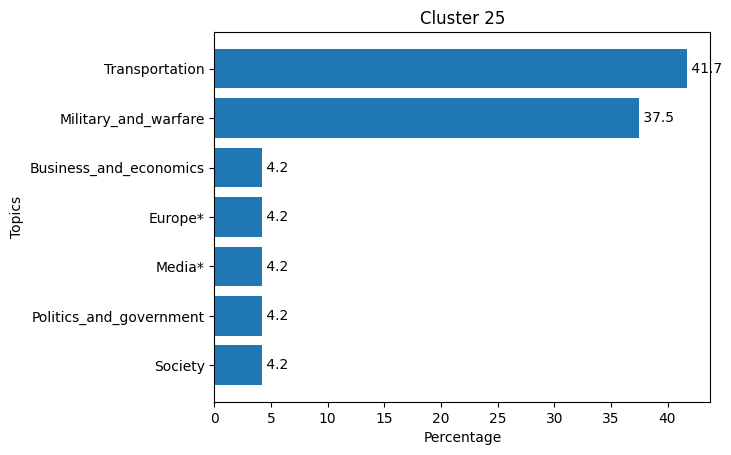 Cluster 25
Transportation 41.7
Military_and_warfare 37.5
Business_and_economics 4.2
Europe* 4.2
Media* 4.2
Politics_and_government 4.2
Society 4.2
Topics
0 5 10 15 20 25 30 35 40
Percentage